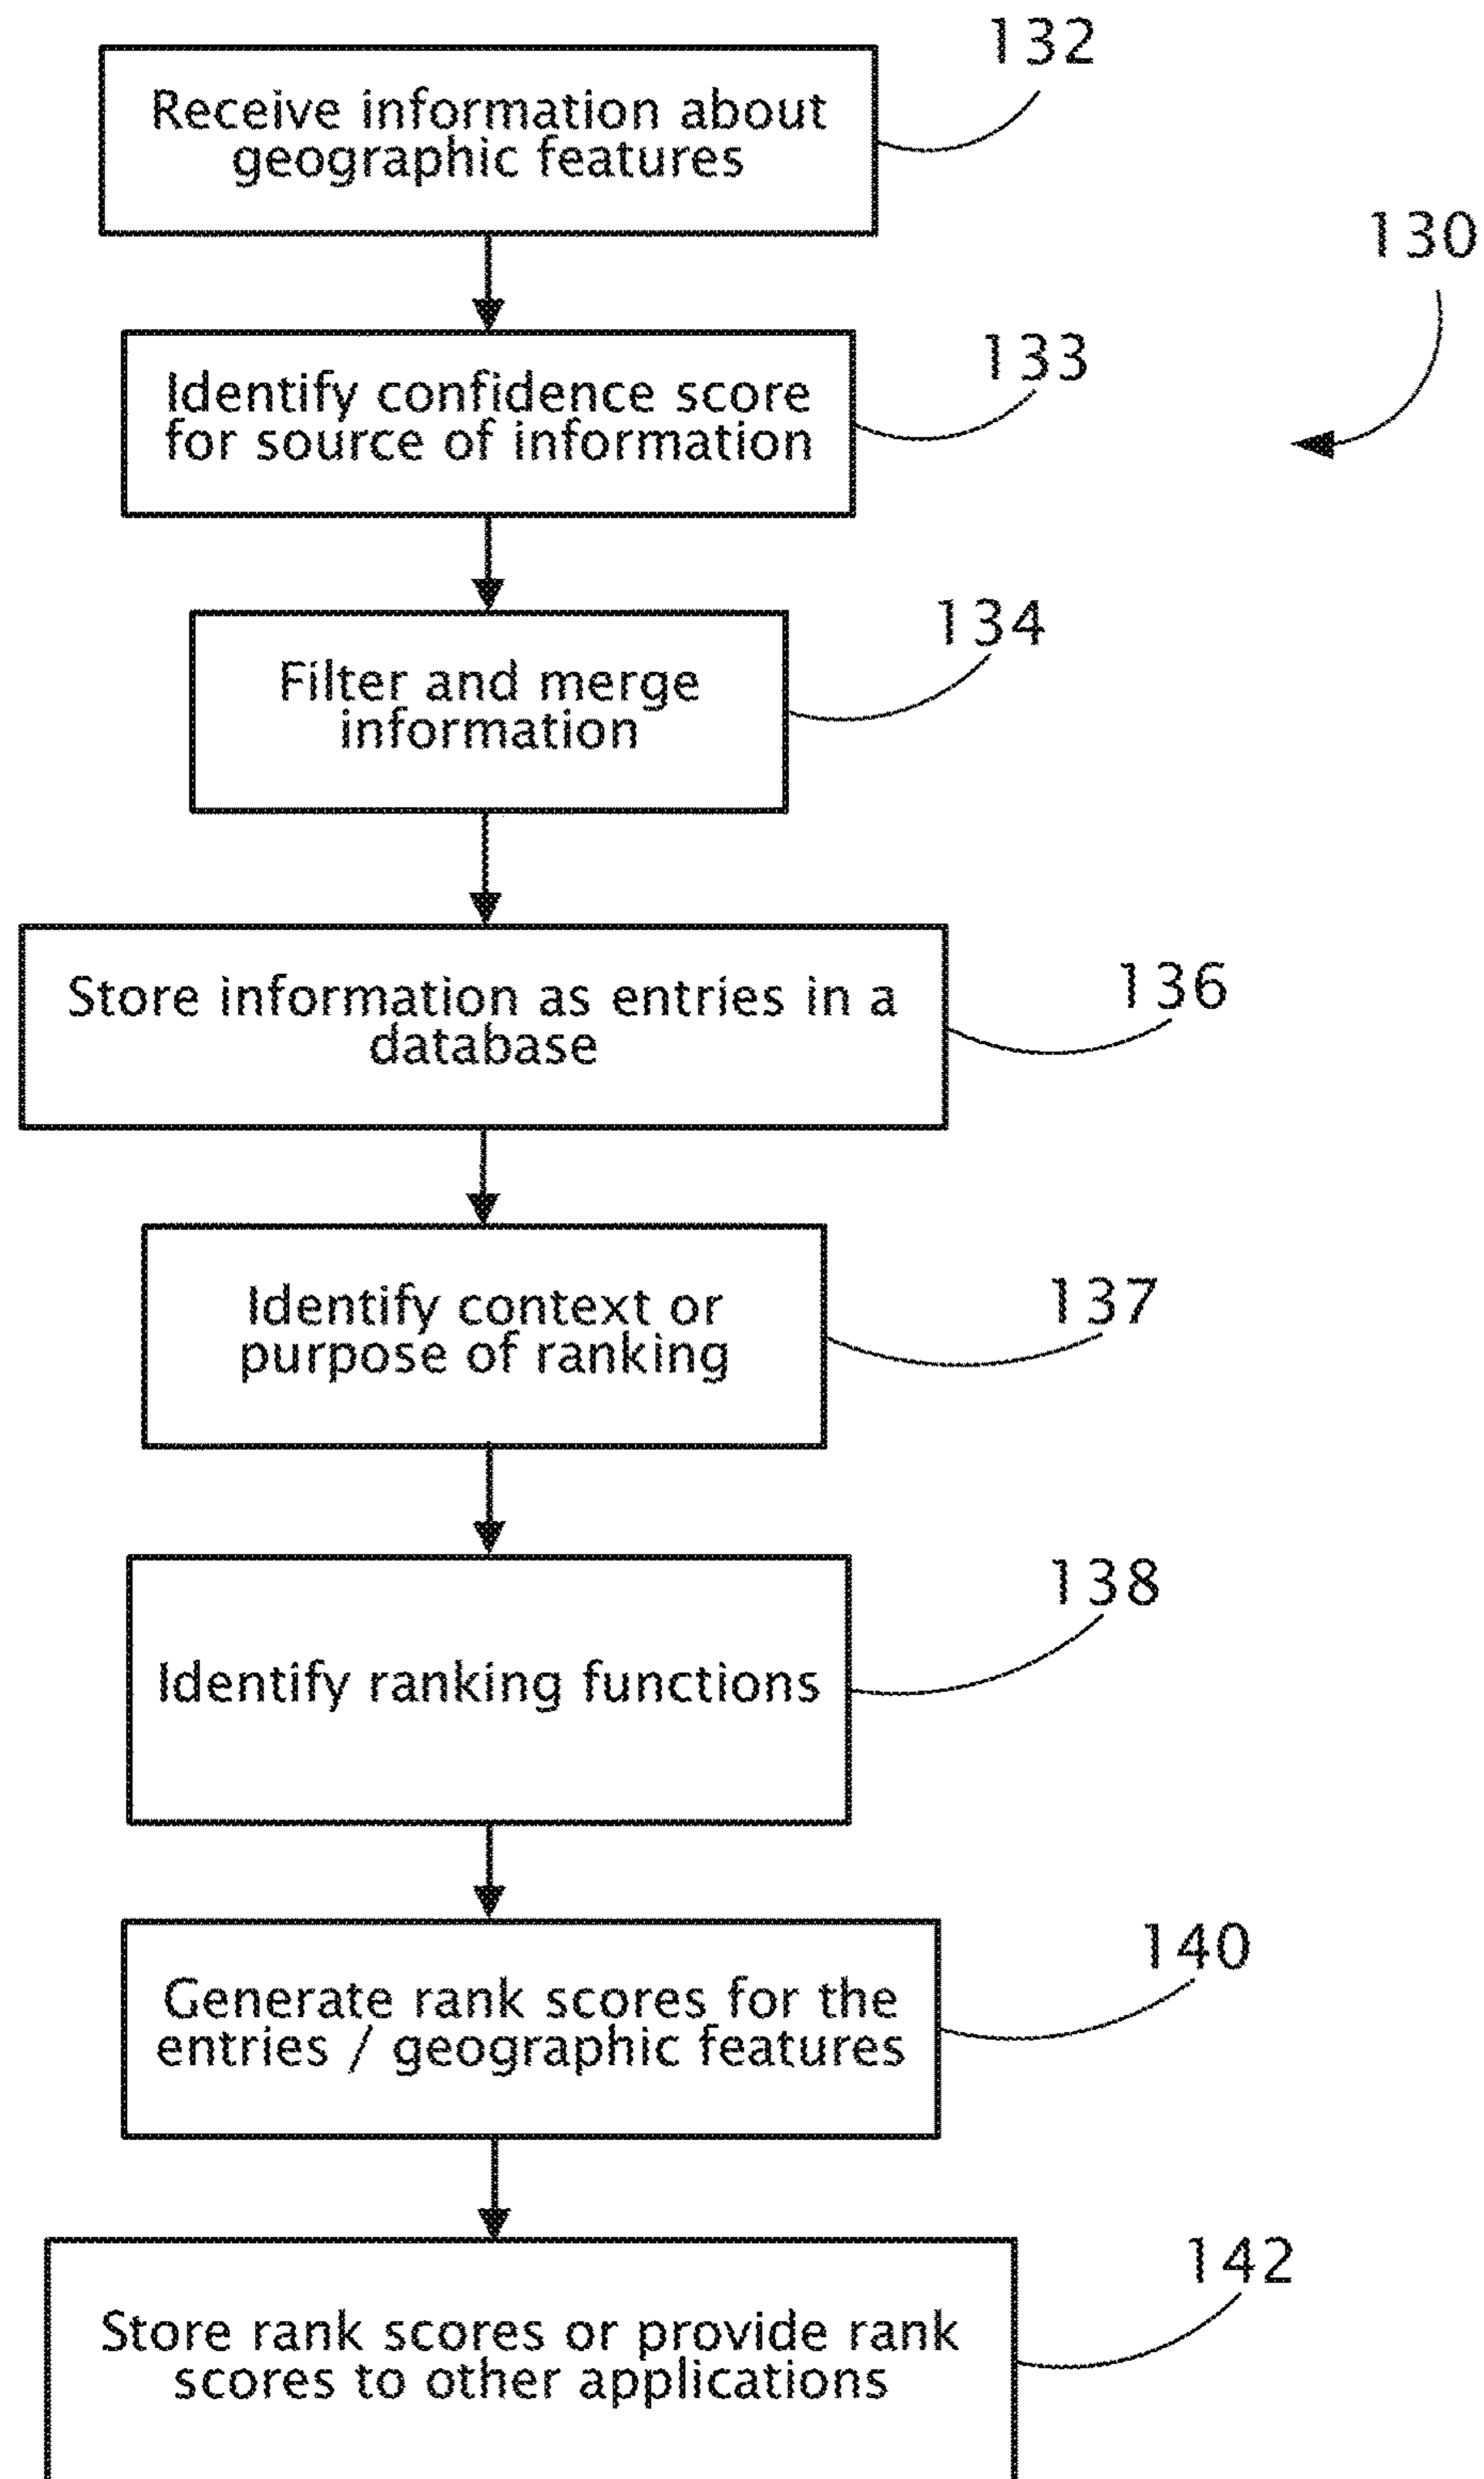 132
Receive information about
geographic features
130
133
Identify confidence score
for source of information
134
Filter and merge
information
136
Store information as entries in a
database
137
Identify context or
purpose of ranking
138
Identify ranking functions
140
Generate rank scores for the
entries / geographic features
142
Store rank scores or provide rank
scores to other applications